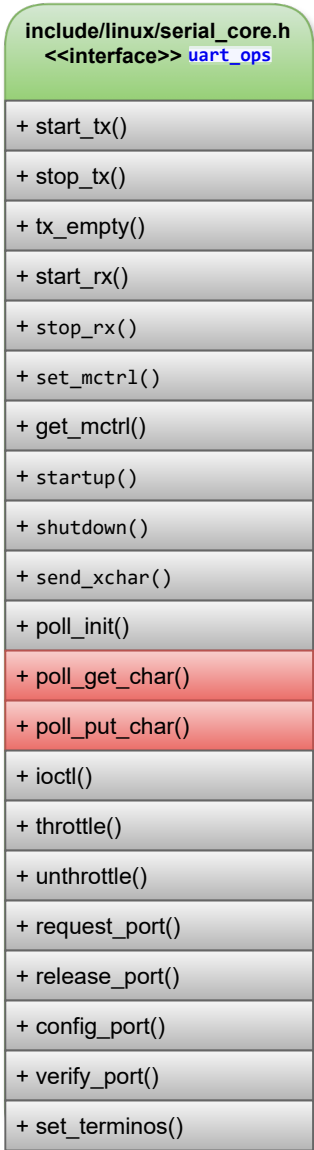 include/linux/serial_core.h
<<interface>> uart_ops
+ start_tx()
+ stop_tx()
+ tx_empty()
+ start_rx()
+ stop_rx()
+ set_mctrl()
+ get_mctrl()
+ startup()
+ shutdown()
+ send_xchar()
+ poll_init()
+ poll_get_char()
+ poll_put_char()
+ ioctl()
+ throttle()
+ unthrottle()
+ request_port()
+ release_port()
+ config_port()
+ verify_port()
+ set_terminos()